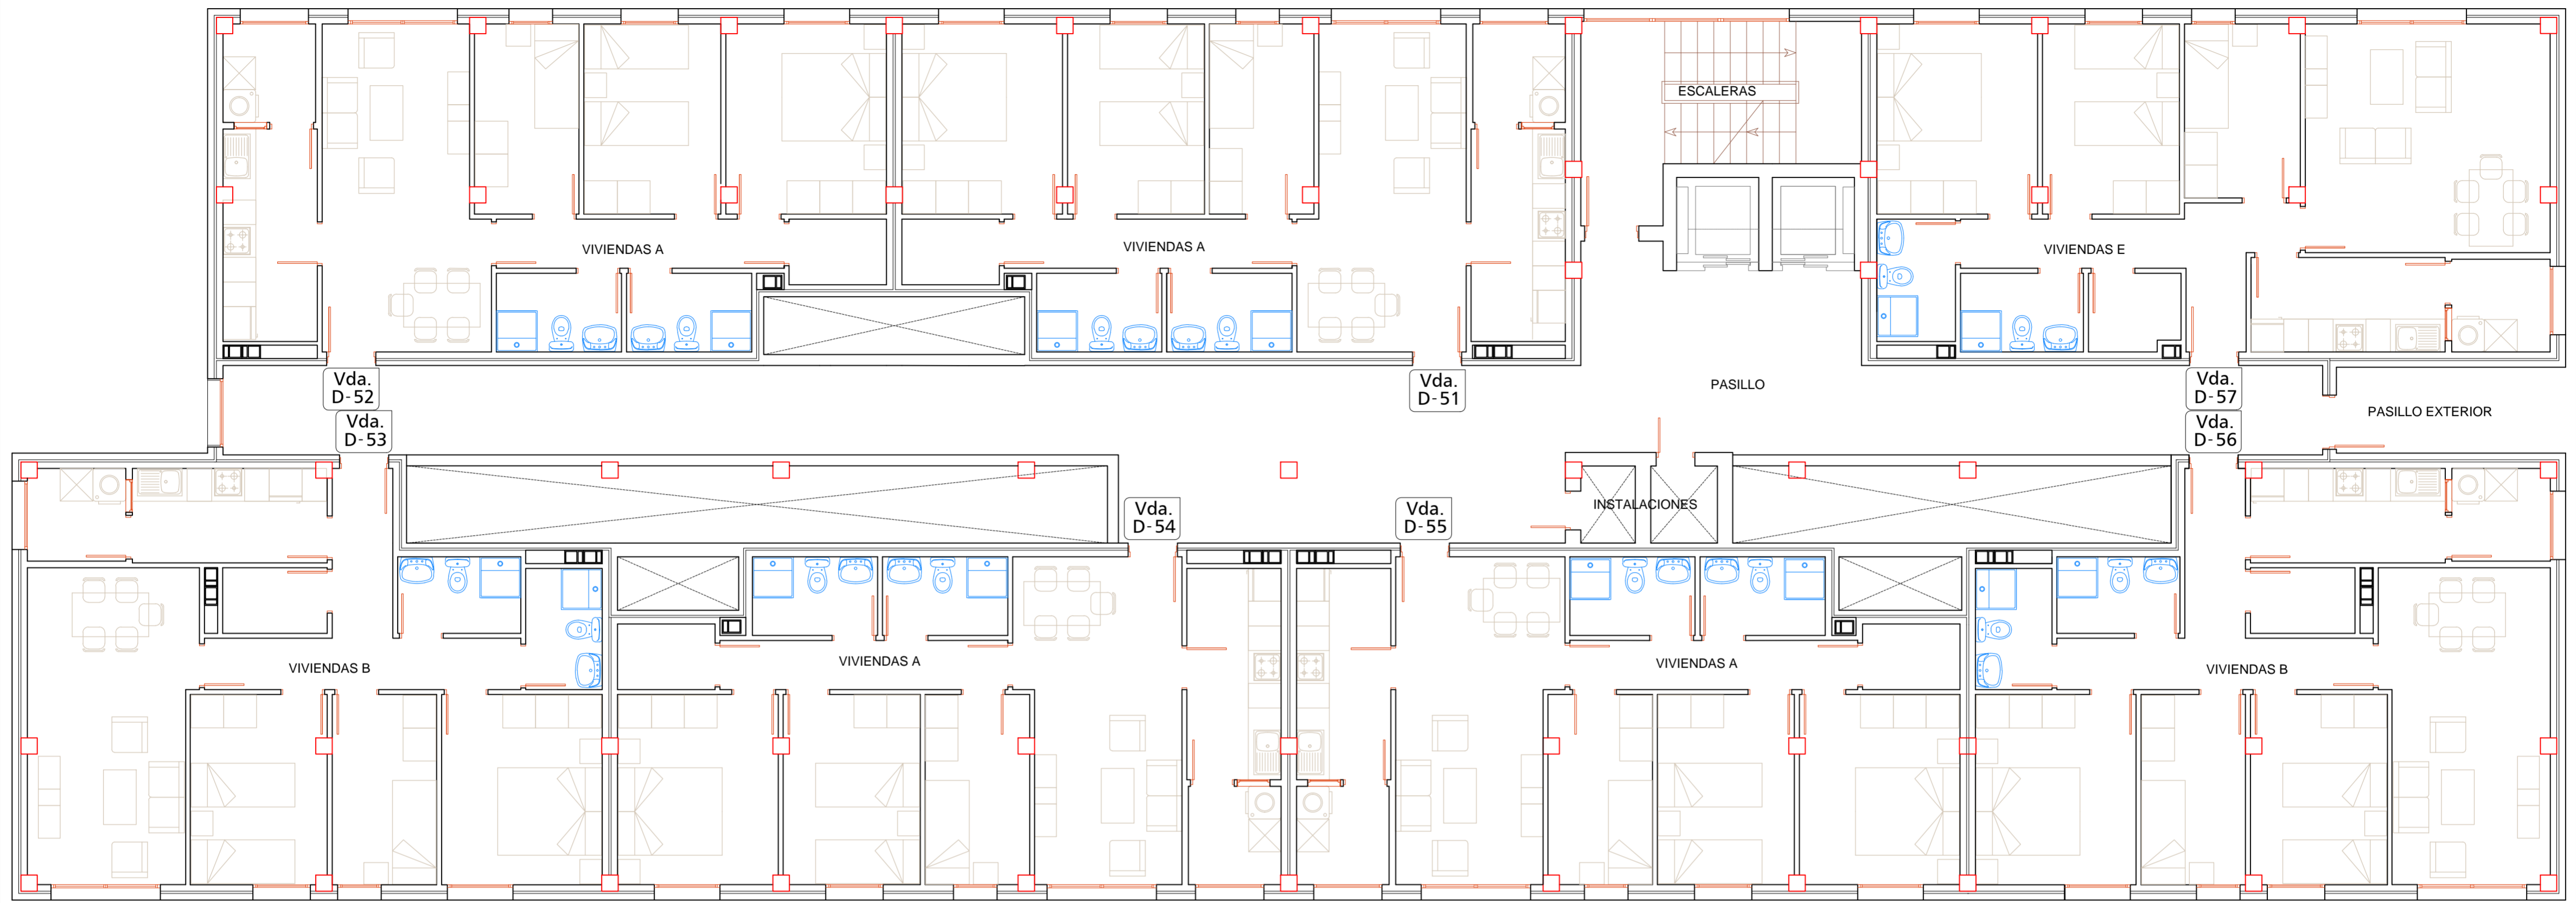 ESCALERAS
VIVIENDAS A
VIVIENDAS A
VIVIENDAS E
Vda.
D-52
Vda.
D-51
PASILLO
Vda.
D-57
Vda.
D-53
Vda.
D-56
PASILLO EXTERIOR
Vda.
D-54
Vda.
D-55
INSTALACIONES
VIVIENDAS B
VIVIENDAS A
VIVIENDAS A
VIVIENDAS B